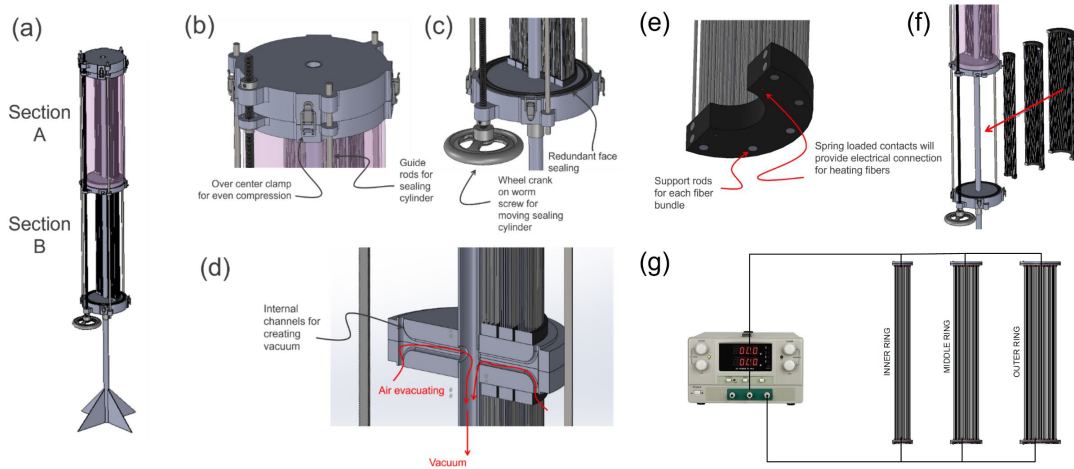 (a)
Section
A
Section
B
(b)
Over center clamp
for even compression
Guide
rods for
sealing
cylinder
(c)
Redundant face
sealing
Wheel crank
on worm
screw for
moving sealing
cylinder
(d)
Internal
channels for
creating
vacuum
Air evacuating
Vacuum
(e)
Spring loaded contacts will
provide electrical connection
for heating fibers
Support rods
for each fiber
bundle
(f)
(g)
INNER RING
MIDDLE RING
OUTER RING